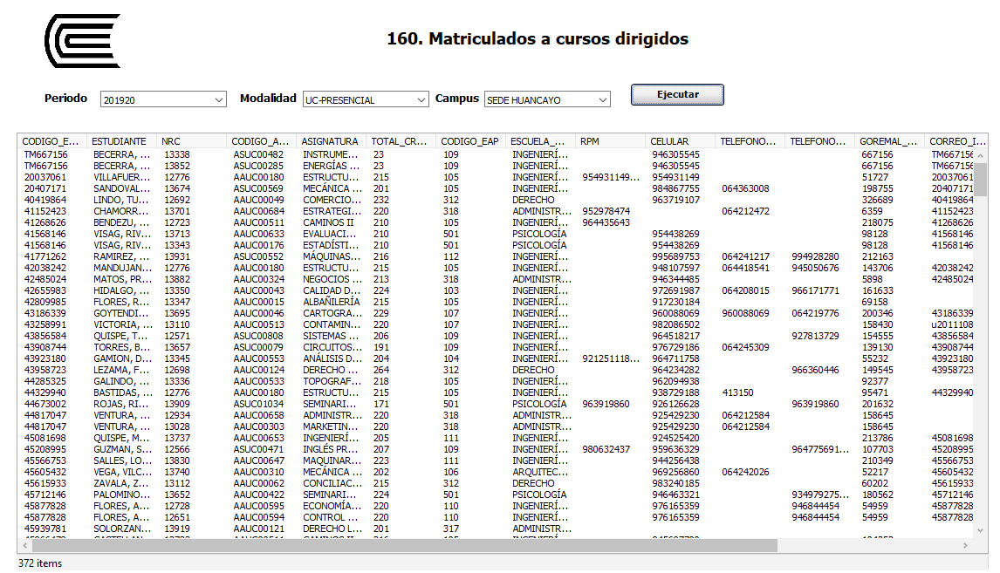 160. Matriculados a cursos dirigidos
Periodo 201920 Modalidad UC-PRESENCIAL Campus SEDE HUANCAYO Ejecutar
CODIGO_E... ESTUDIANTE NRC CODIGO_A... ASIGNATURA TOTAL_CR... CODIGO_EAP ESCUELA_... RPM CELULAR TELEFONO... TELEFONO... GOREMAL_... CORREO_I...
TM667156 BECERRA, ... 13338 ASUC00482 INSTRUME... 23 109 INGENIERÍ... 946305545 667156 TM667156
TM667156 BECERRA, ... 13852 ASUC00285 ENERGÍAS ... 23 109 INGENIERÍ... 946305545 667156 TM667156
20037061 VILLAFUER... 12776 AAUC00180 ESTRUCTU... 215 105 INGENIERÍ... 954931149... 954931149 51727 20037061
20407171 SANDOVAL... 13674 ASUC00569 MECÁNICA ... 201 105 INGENIERÍ... 984867755 064363008 198755 20407171
40419864 LINDO, TU... 12692 AAUC00049 COMERCIO... 232 312 DERECHO 963719107 326689 40419864
41152423 CHAMORR... 13701 AAUC00684 ESTRATEGI... 220 318 ADMINISTR... 952978474 064212472 6359 41152423
41268626 BENDEZU, ... 12723 AAUC00511 CAMINOS II 210 105 INGENIERÍ... 964435643 218075 41268626
41568146 VISAG, RIV... 13713 AAUC00633 EVALUACI... 210 501 PSICOLOGÍA 954438269 98128 41568146
41568146 VISAG, RIV... 13343 AAUC00176 ESTADÍSTI... 210 501 PSICOLOGÍA 954438269 98128 41568146
41771262 RAMIREZ, ... 13931 ASUC00552 MÁQUINAS... 216 112 INGENIERÍ... 995689753 064241217 994928280 212163
42038242 MANDUJAN... 12776 AAUC00180 ESTRUCTU... 215 105 INGENIERÍ... 948107597 064418541 945050676 143706 42038242
42485024 MATOS, PR... 13882 AAUC00324 NEGOCIOS ... 213 318 ADMINISTR... 946344485 5898 42485024
42655983 HIDALGO, ... 13350 AAUC00043 CALIDAD D... 224 103 INGENIERÍ... 972691987 064208015 966171771 161633
42809985 FLORES, R... 13347 AAUC00015 ALBAÑILERÍA 215 105 INGENIERÍ... 917230184 69158
43186339 GOYTENDI... 13695 AAUC00046 CARTOGRA... 229 107 INGENIERÍ... 960088069 960088069 064219776 200346 43186339
43258991 VICTORIA, ... 13110 AAUC00513 CONTAMIN... 220 107 INGENIERÍ... 982086502 158430 u2011108
43856584 QUISPE, T... 12571 ASUC00808 SISTEMAS ... 206 109 INGENIERÍ... 964518217 927813729 154555 43856584
43908744 TORRES, B... 13657 ASUC00079 CIRCUITOS... 191 109 INGENIERÍ... 976729186 064245309 139130 43908744
43923180 GAMION, D... 13345 AAUC00553 ANÁLISIS D... 204 104 INGENIERÍ... 921251118... 964711758 55232 43923180
43958723 LEZAMA, F... 12698 AAUC00124 DERECHO ... 264 312 DERECHO 964234282 966360446 149545 43958723
44285325 GALINDO, ... 13336 AAUC00533 TOPOGRAF... 218 105 INGENIERÍ... 962094938 92377
44329940 BASTIDAS, ... 12776 AAUC00180 ESTRUCTU... 215 105 INGENIERÍ... 938729188 413150 95471 44329940
44673002 ROJAS, RI... 13909 ASUC01034 SEMINARI... 171 501 PSICOLOGÍA 963919860 926126628 963919860 201632
44817047 VENTURA, ... 12934 AAUC00658 ADMINISTR... 220 318 ADMINISTR... 925429230 064212584 158645
44817047 VENTURA, ... 13028 AAUC00303 MARKETIN... 220 318 ADMINISTR... 925429230 064212584 158645
45081698 QUISPE, M... 13737 AAUC00653 INGENIERÍ... 205 111 INGENIERÍ... 924525420 213786 45081698
45208995 GUZMAN, S... 12566 ASUC00471 INGLÉS PR... 207 109 INGENIERÍ... 980632437 959636329 964775691... 107703 45208995
45566753 SALLES, LO... 13830 AAUC00647 MAQUINAR... 223 111 INGENIERÍ... 944256438 210349 45566753
45605432 VEGA, VILC... 13740 AAUC00310 MECÁNICA ... 202 106 ARQUITEC... 969256860 064242026 52217 45605432
45615933 ZAVALA, Z... 13112 AAUC00062 CONCILIAC... 215 312 DERECHO 983240185 60202 45615933
45712146 PALOMINO... 13652 AAUC00422 SEMINARI... 224 501 PSICOLOGÍA 946463321 934979275... 180562 45712146
45877828 FLORES, A... 12728 AAUC00595 ECONOMÍA... 220 110 INGENIERÍ... 976165359 946844454 54959 45877828
45877828 FLORES, A... 12651 AAUC00594 CONTROL ... 220 110 INGENIERÍ... 976165359 946844454 54959 45877828
45939781 SOLORZAN... 13919 AAUC00121 DERECHO L... 201 317 ADMINISTR...
372 items